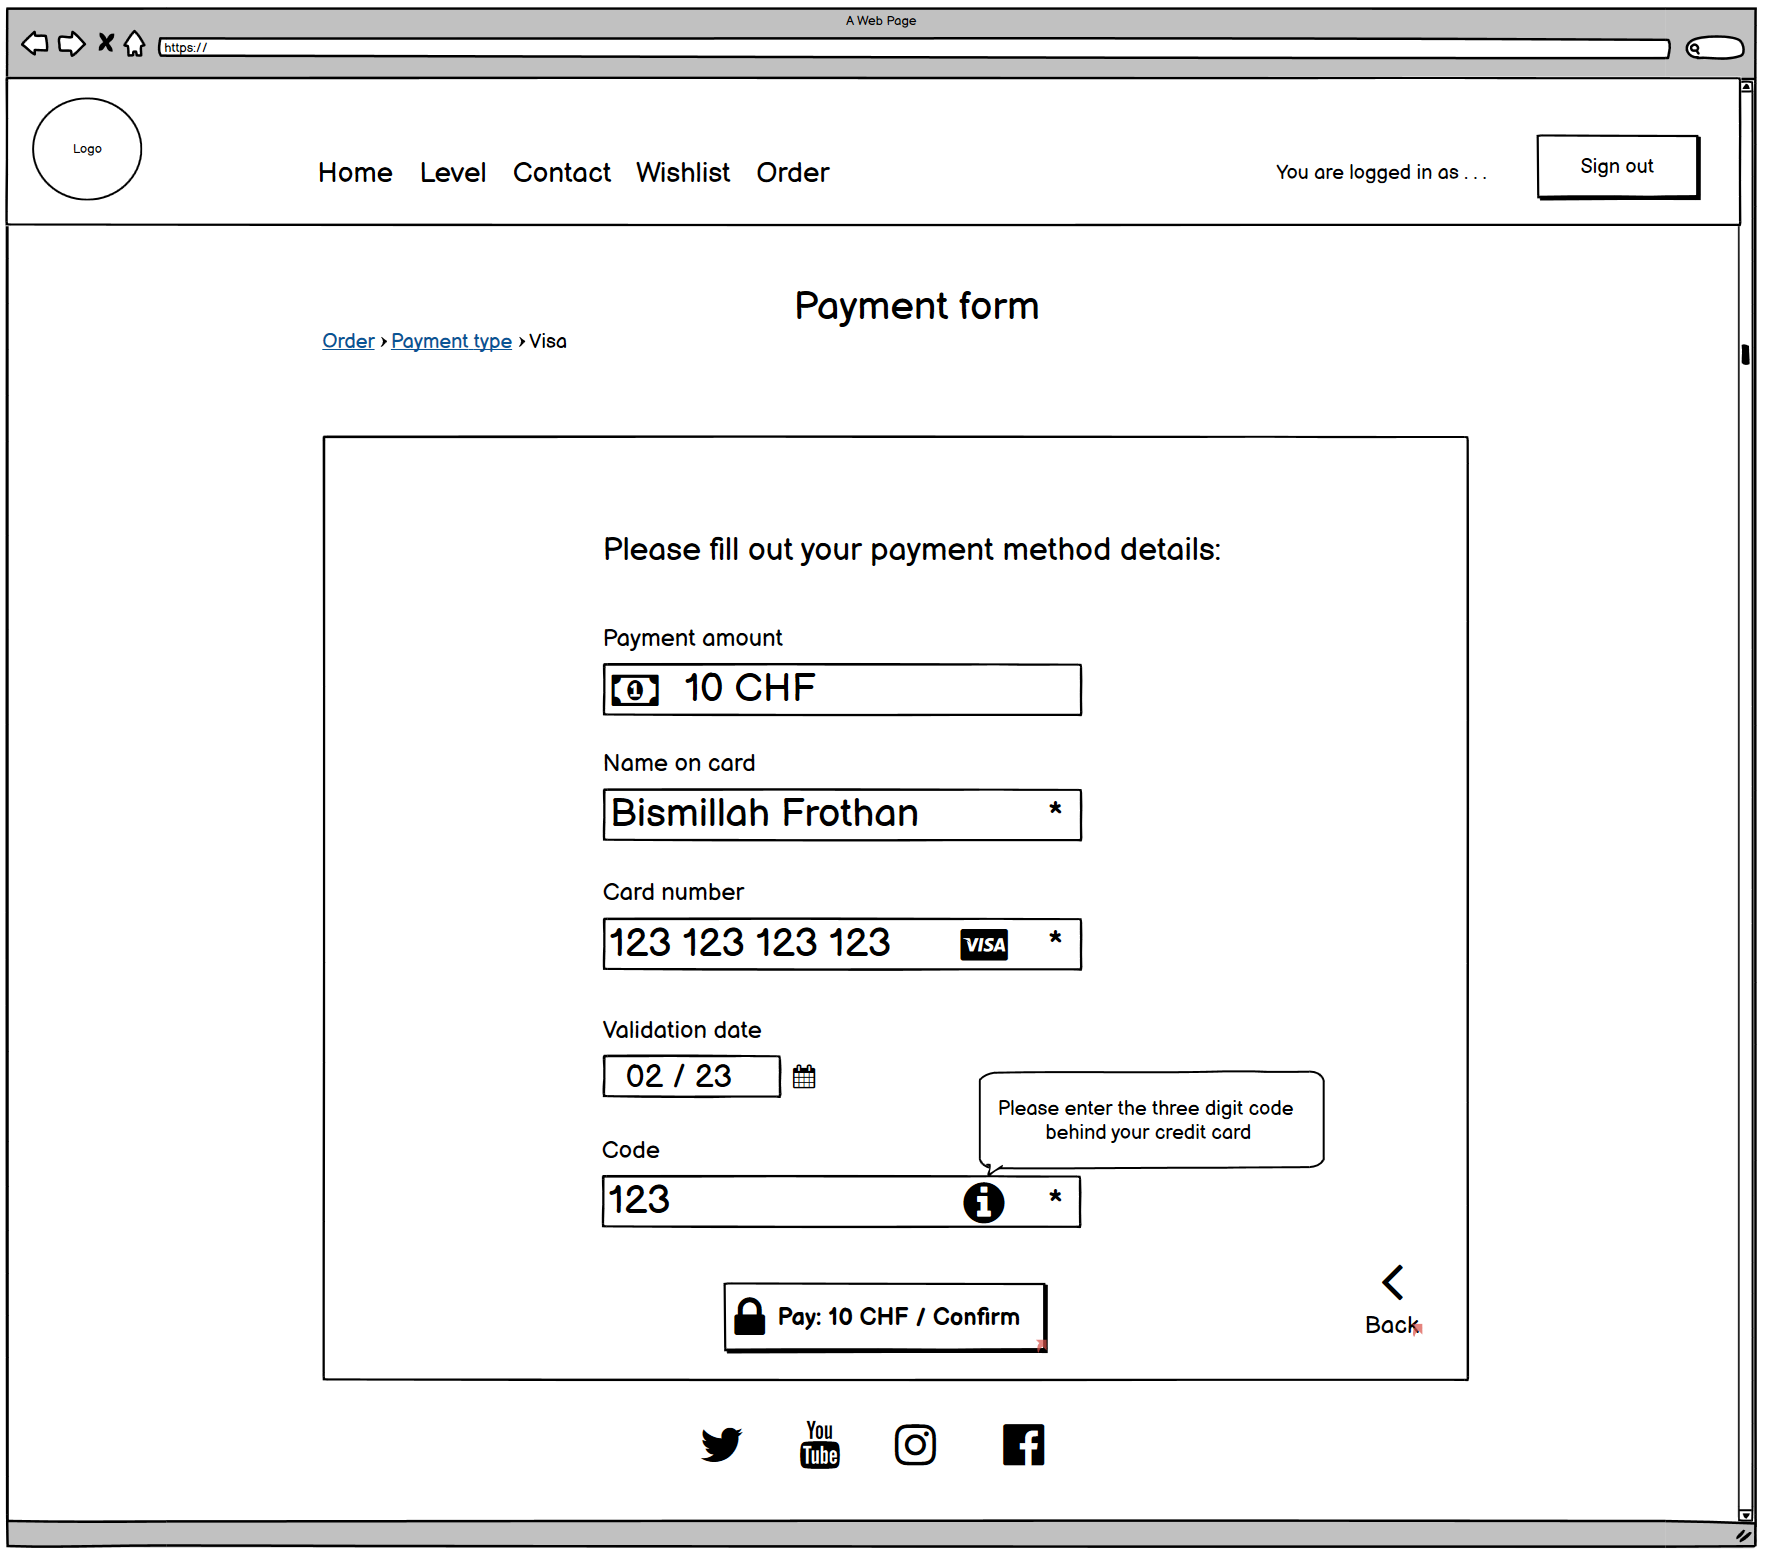 A Web Page
https://
Logo
Home Level Contact Wishlist Order
You are logged in as . . .
Sign out
Payment form
Order › Payment type › Visa
Please fill out your payment method details:
Payment amount
1
10 CHF
Name on card
Bismillah Frothan *
Card number
123 123 123 123 VISA *
Validation date
02 / 23
Please enter the three digit code
behind your credit card
Code
123 i *
Pay: 10 CHF / Confirm
Back
You
Tube
f